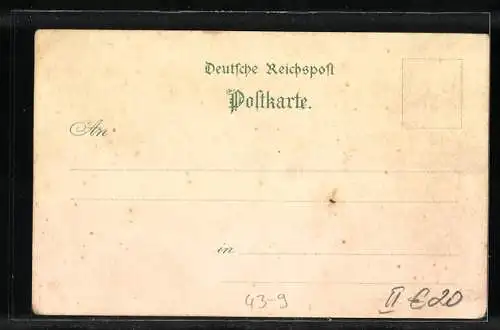 Deutsche Reichspost
Postkarte.
An
in
43-9
II €20